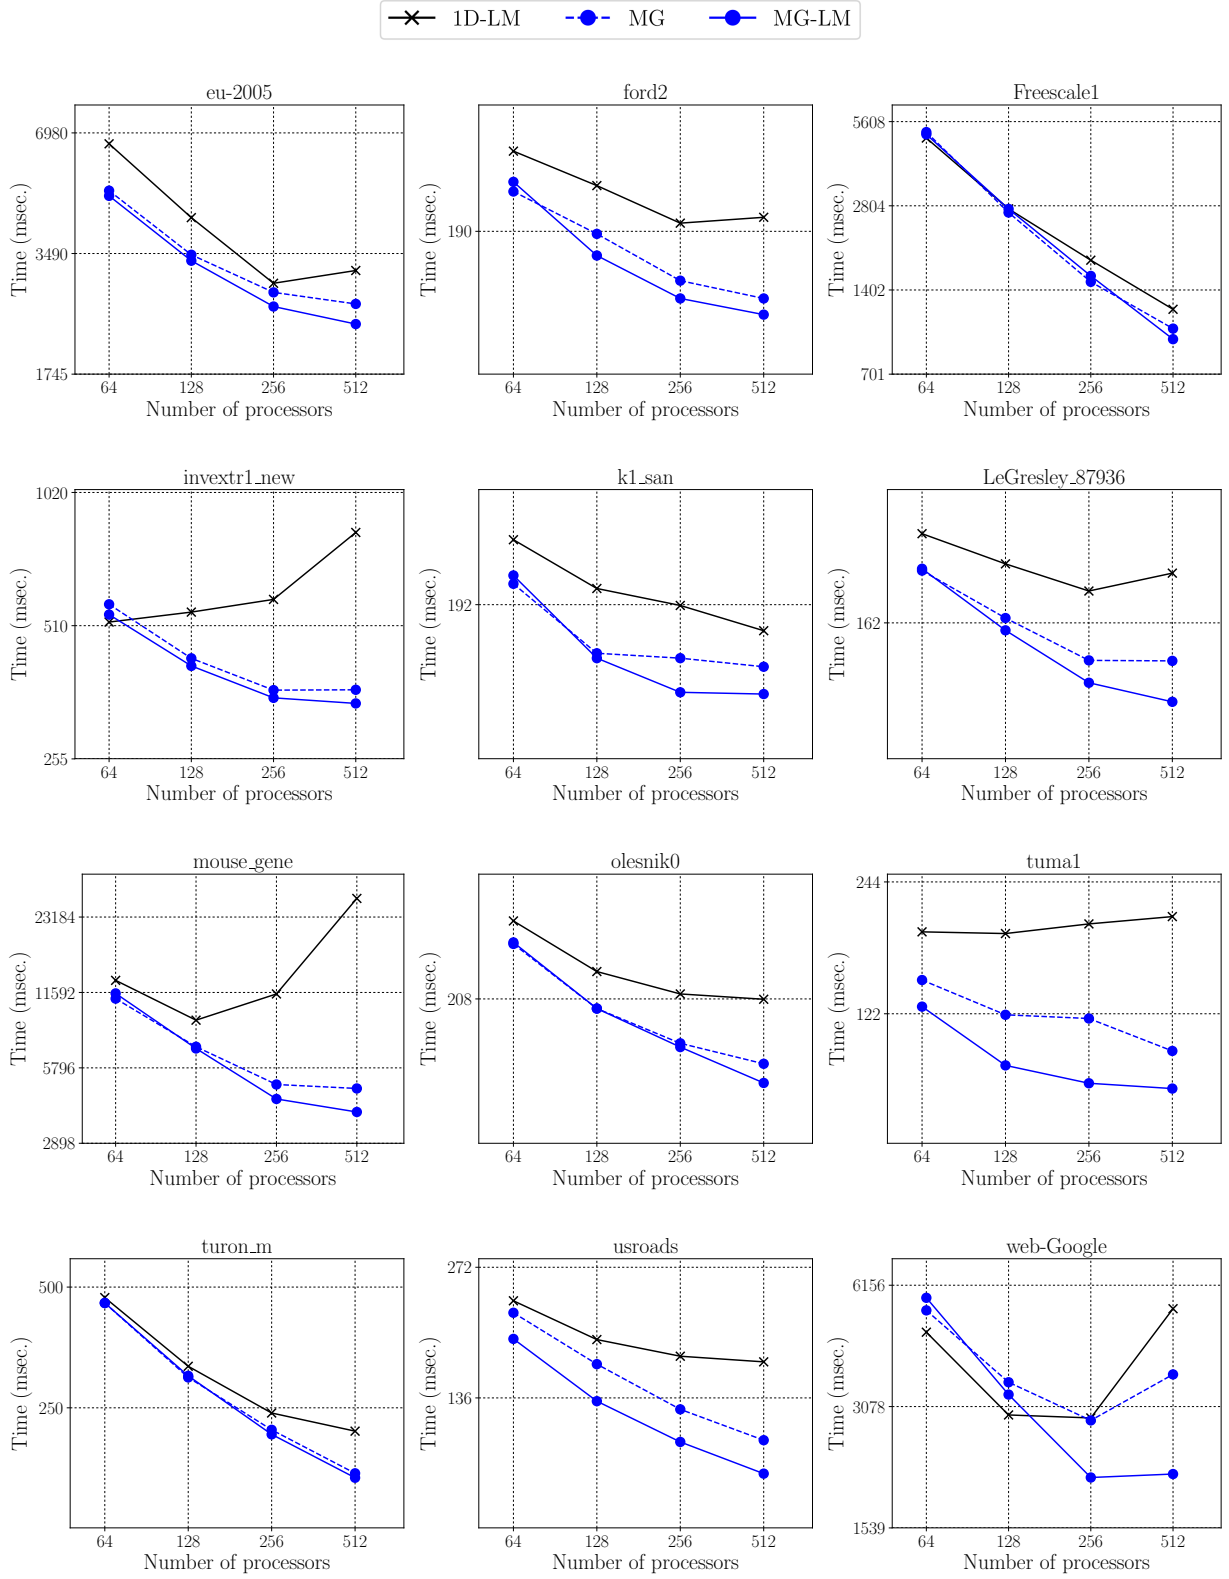 1D-LM MG MG-LM
eu-2005
6980
3490
1745
Time (msec.)
64 128 256 512
Number of processors
ford2
190
Time (msec.)
64 128 256 512
Number of processors
Freescale1
5608
2804
1402
701
Time (msec.)
64 128 256 512
Number of processors
invextr1_new
1020
510
255
Time (msec.)
64 128 256 512
Number of processors
k1_san
192
Time (msec.)
64 128 256 512
Number of processors
LeGresley_87936
162
Time (msec.)
64 128 256 512
Number of processors
mouse_gene
23184
11592
5796
2898
Time (msec.)
64 128 256 512
Number of processors
olesnik0
208
Time (msec.)
64 128 256 512
Number of processors
tuma1
244
122
Time (msec.)
64 128 256 512
Number of processors
turon_m
500
250
Time (msec.)
64 128 256 512
Number of processors
usroads
272
136
Time (msec.)
64 128 256 512
Number of processors
web-Google
6156
3078
1539
Time (msec.)
64 128 256 512
Number of processors